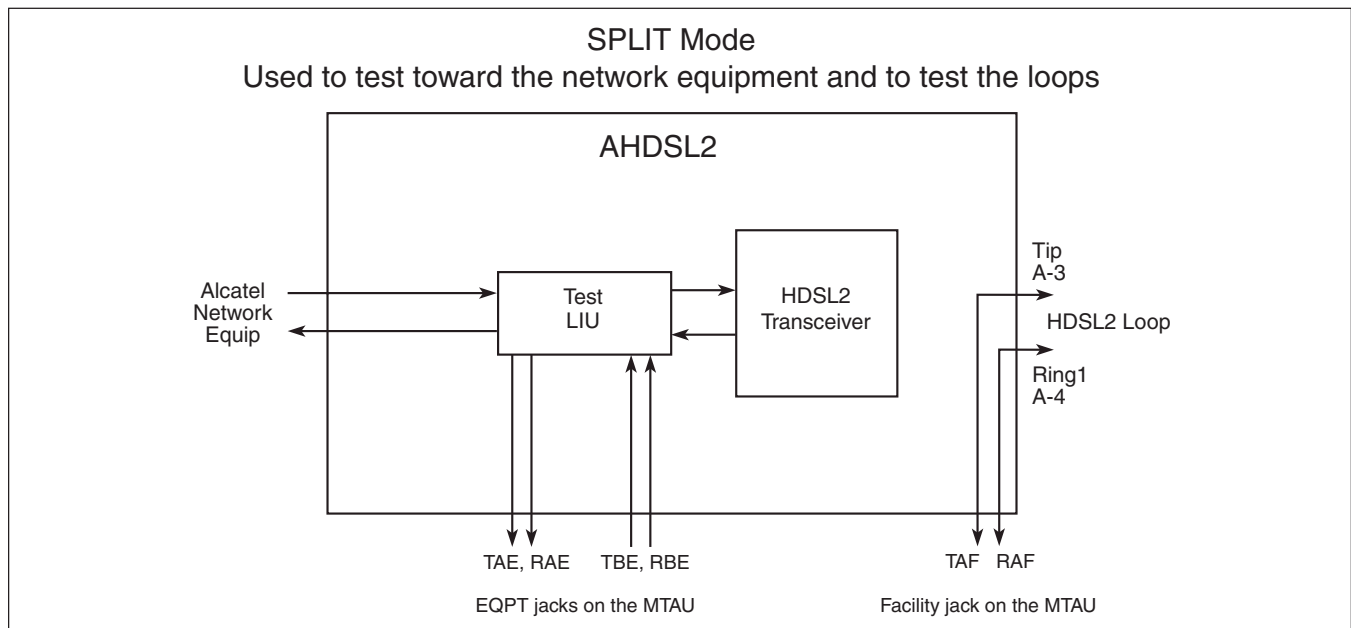 SPLIT Mode
Used to test toward the network equipment and to test the loops
AHDSL2
Alcatel
Network
Equip
Test
LIU
HDSL2
Transceiver
Tip
A-3
HDSL2 Loop
Ring1
A-4
TAE, RAE
TBE, RBE
TAF RAF
EQPT jacks on the MTAU
Facility jack on the MTAU